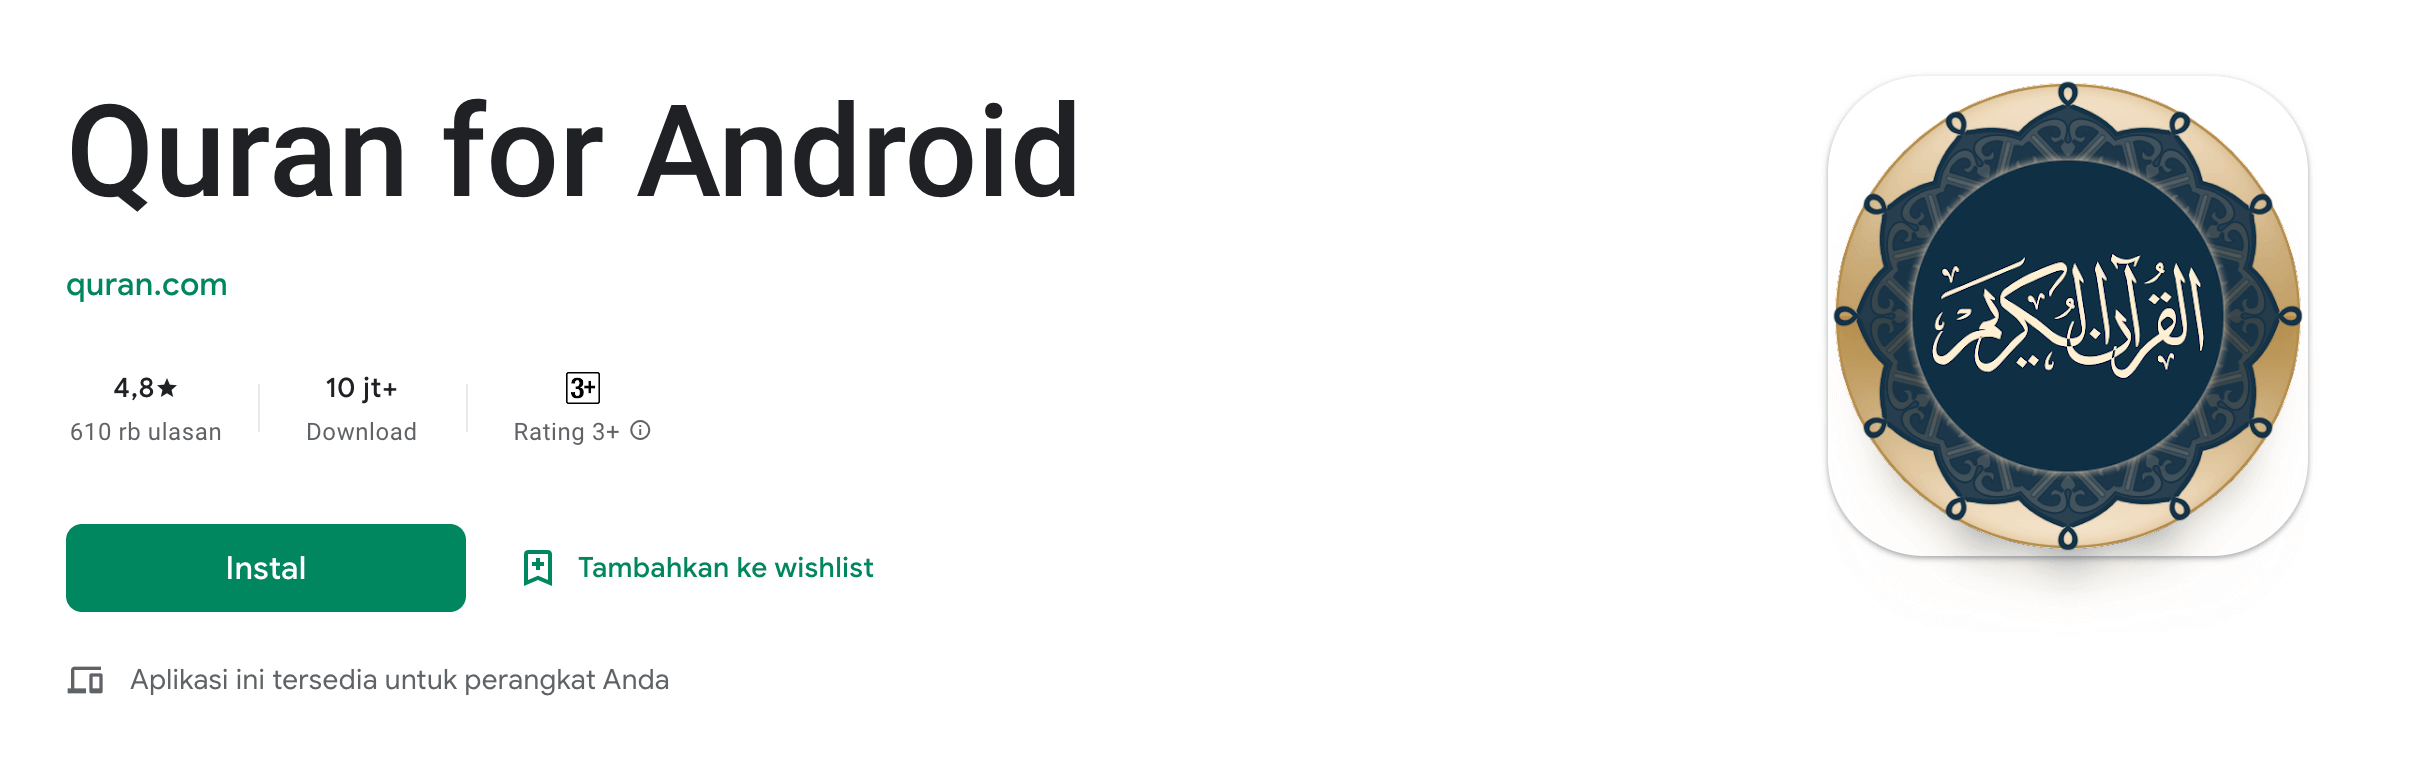 Quran for Android
quran.com
4,8★
610 rb ulasan
10 jt+
Download
3+
Rating 3+
Instal
Tambahkan ke wishlist
Aplikasi ini tersedia untuk perangkat Anda
القرآن الكريم